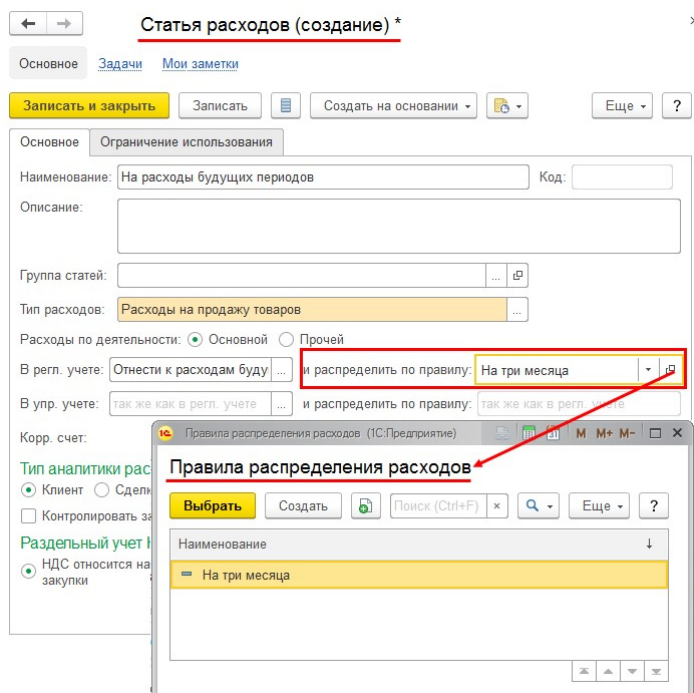 Статья расходов (создание) *
Основное Задачи Мои заметки
Записать и закрыть Записать Создать на основании Еще ?
Основное Ограничение использования
Наименование: На расходы будущих периодов Код:
Описание:
Группа статей: ...
Тип расходов: Расходы на продажу товаров ...
Расходы по деятельности: Основной Прочей
В регл. учете: Отнести к расходам буду ... и распределить по правилу: На три месяца
В упр. учете: так же как в регл. учете ... и распределить по правилу: так же как в регл. учете
Корр. счет:
Тип аналитики рас
Клиент Сделк
Контролировать за
Раздельный учет Н
НДС относится на
закупки
1С Правила распределения расходов (1С:Предприятие) 31 M M+ M- ×
Правила распределения расходов
Выбрать Создать Поиск (Ctrl+F) × Еще ?
Наименование ↓
На три месяца